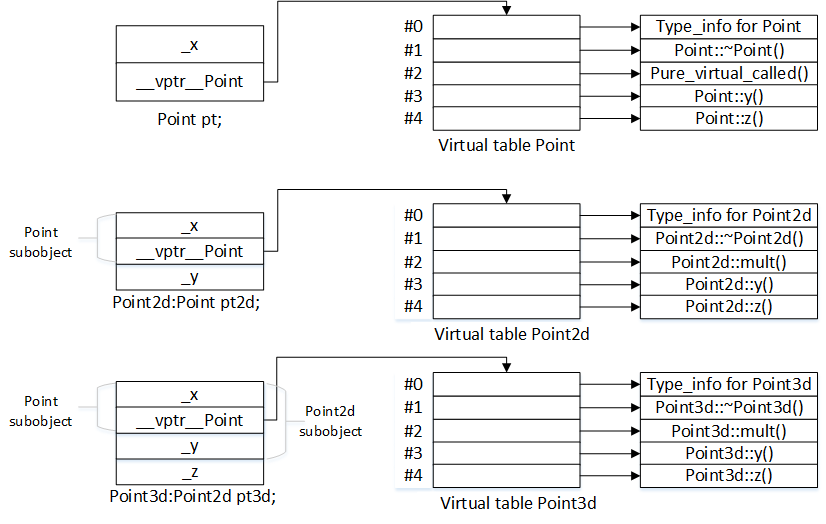 _x
__vptr__Point
Point pt;
#0
#1
#2
#3
#4
Virtual table Point
Type_info for Point
Point::~Point()
Pure_virtual_called()
Point::y()
Point::z()
Point
subobject
_x
__vptr__Point
_y
Point2d:Point pt2d;
#0
#1
#2
#3
#4
Virtual table Point2d
Type_info for Point2d
Point2d::~Point2d()
Point2d::mult()
Point2d::y()
Point2d::z()
Point
subobject
_x
__vptr__Point
_y
_z
Point2d
subobject
Point3d:Point2d pt3d;
#0
#1
#2
#3
#4
Virtual table Point3d
Type_info for Point3d
Point3d::~Point3d()
Point3d::mult()
Point3d::y()
Point3d::z()